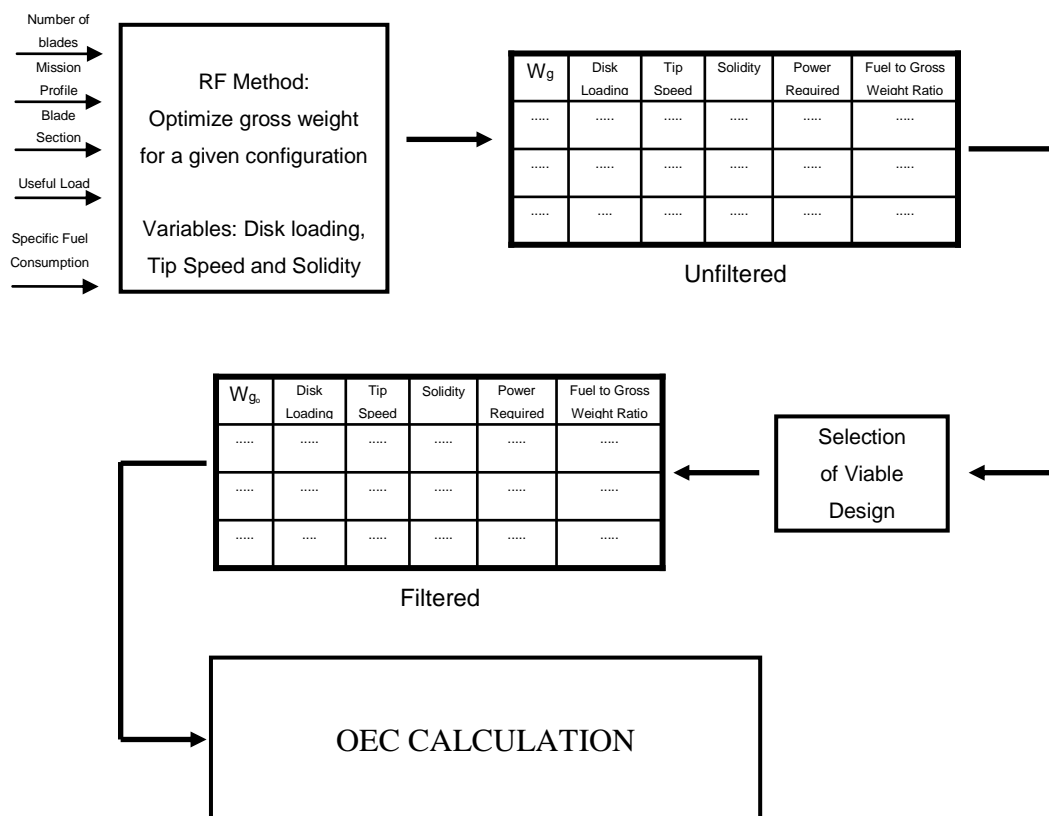 Number of
blades
Mission
Profile
Blade
Section
Useful Load
Specific Fuel
Consumption
RF Method:
Optimize gross weight
for a given configuration
Variables: Disk loading,
Tip Speed and Solidity
Wg Disk Tip Solidity Power Fuel to Gross
Loading Speed Required Weight Ratio
..... ..... ..... ..... ..... .....
..... ..... ..... ..... ..... .....
..... .... ..... ..... ..... .....
Unfiltered
Wg Disk Tip Solidity Power Fuel to Gross
Loading Speed Required Weight Ratio
..... ..... ..... ..... ..... .....
..... ..... ..... ..... ..... .....
..... .... ..... ..... ..... .....
Filtered
Selection
of Viable
Design
OEC CALCULATION